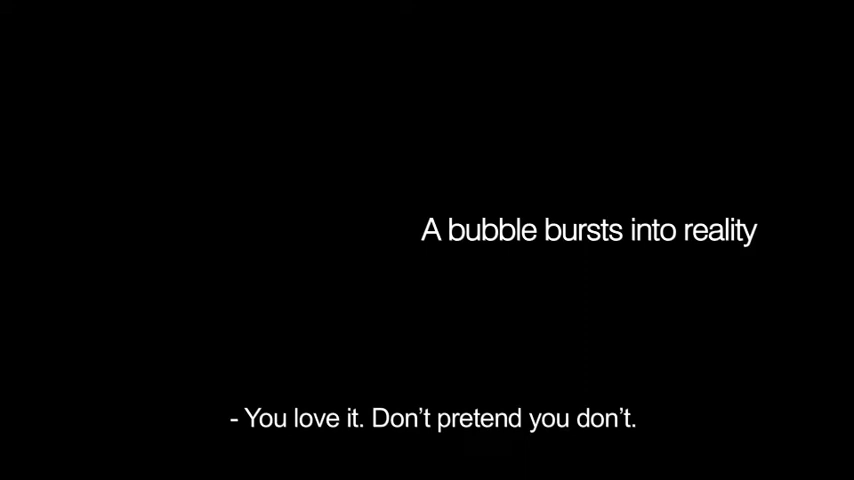 A bubble bursts into reality
- You love it. Don’t pretend you don’t.